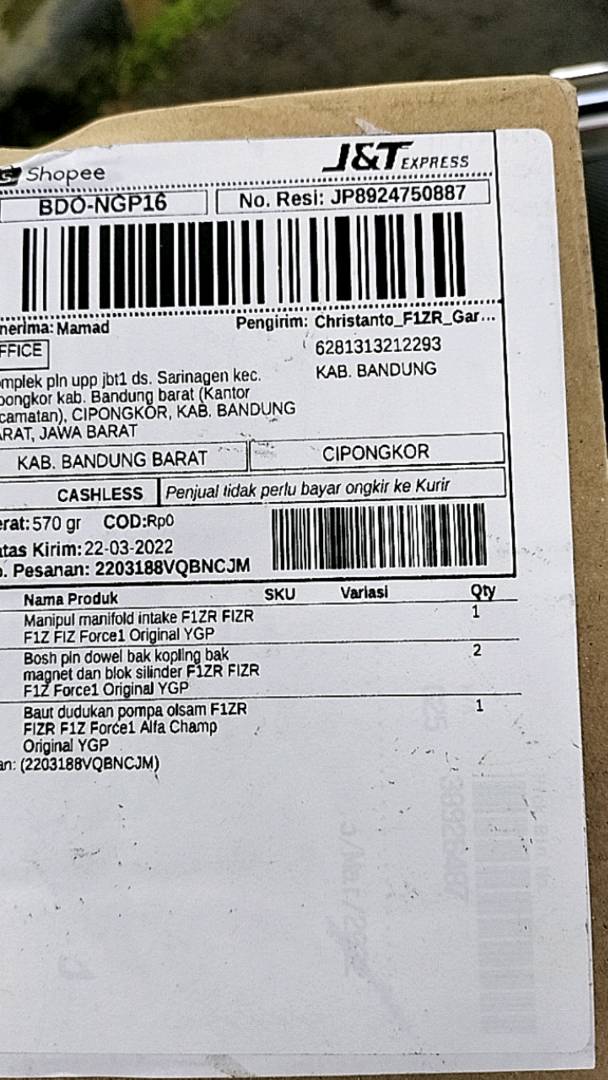 Shopee
J&T EXPRESS
BDO-NGP16
No. Resi: JP8924750887
nerima: Mamad
Pengirim: Christanto_F1ZR_Gar...
FFICE
6281313212293
KAB. BANDUNG
mplek pln upp jbt1 ds. Sarinagen kec.
pongkor kab. Bandung barat (Kantor
camatan), CIPONGKOR, KAB. BANDUNG
ARAT, JAWA BARAT
KAB. BANDUNG BARAT
CIPONGKOR
CASHLESS
Penjual tidak perlu bayar ongkir ke Kurir
erat: 570 gr COD:Rp0
atas Kirim: 22-03-2022
o. Pesanan: 2203188VQBNCJM
Nama Produk SKU Variasi Qty
Manipul manifold intake F1ZR FIZR 1
F1Z FIZ Force1 Original YGP
Bosh pin dowel bak kopling bak 2
magnet dan blok silinder F1ZR FIZR
F1Z Force1 Original YGP
Baut dudukan pompa olsam F1ZR 1
FIZR F1Z Force1 Alfa Champ
Original YGP
an: (2203188VQBNCJM)